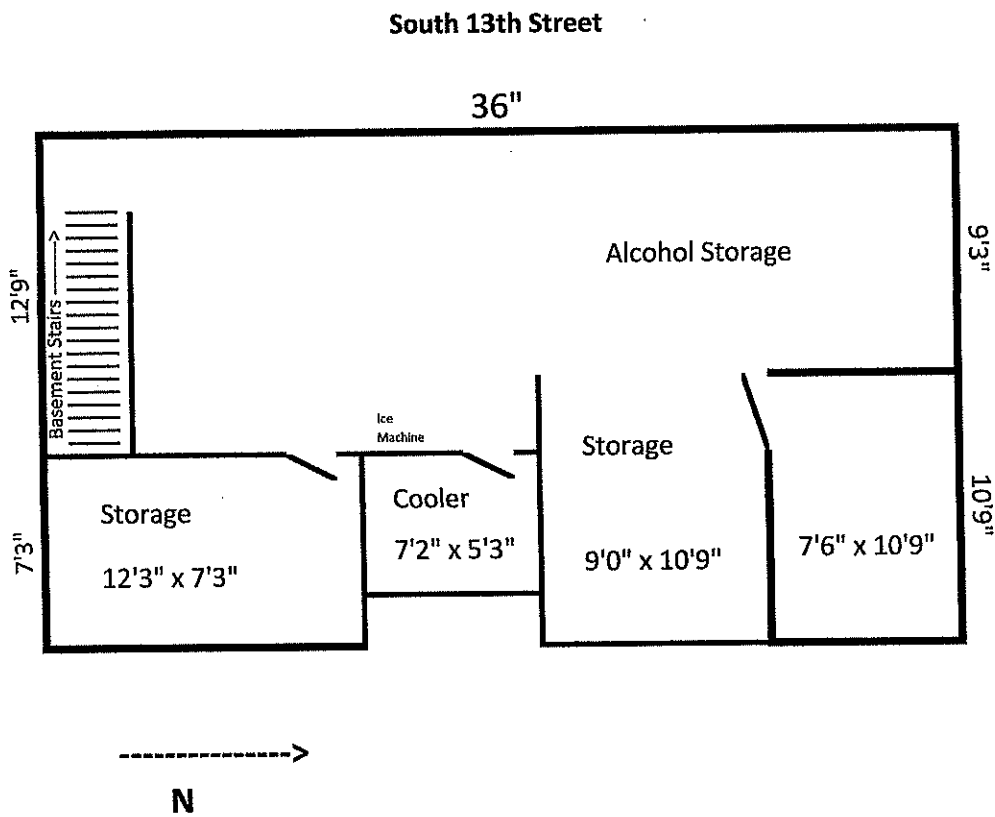 South 13th Street
36"
Basement Stairs ------->
12'9"
Alcohol Storage
9'3"
Ice
Machine
Storage
12'3" x 7'3"
7'3"
Cooler
7'2" x 5'3"
Storage
9'0" x 10'9"
7'6" x 10'9"
10'9"
N